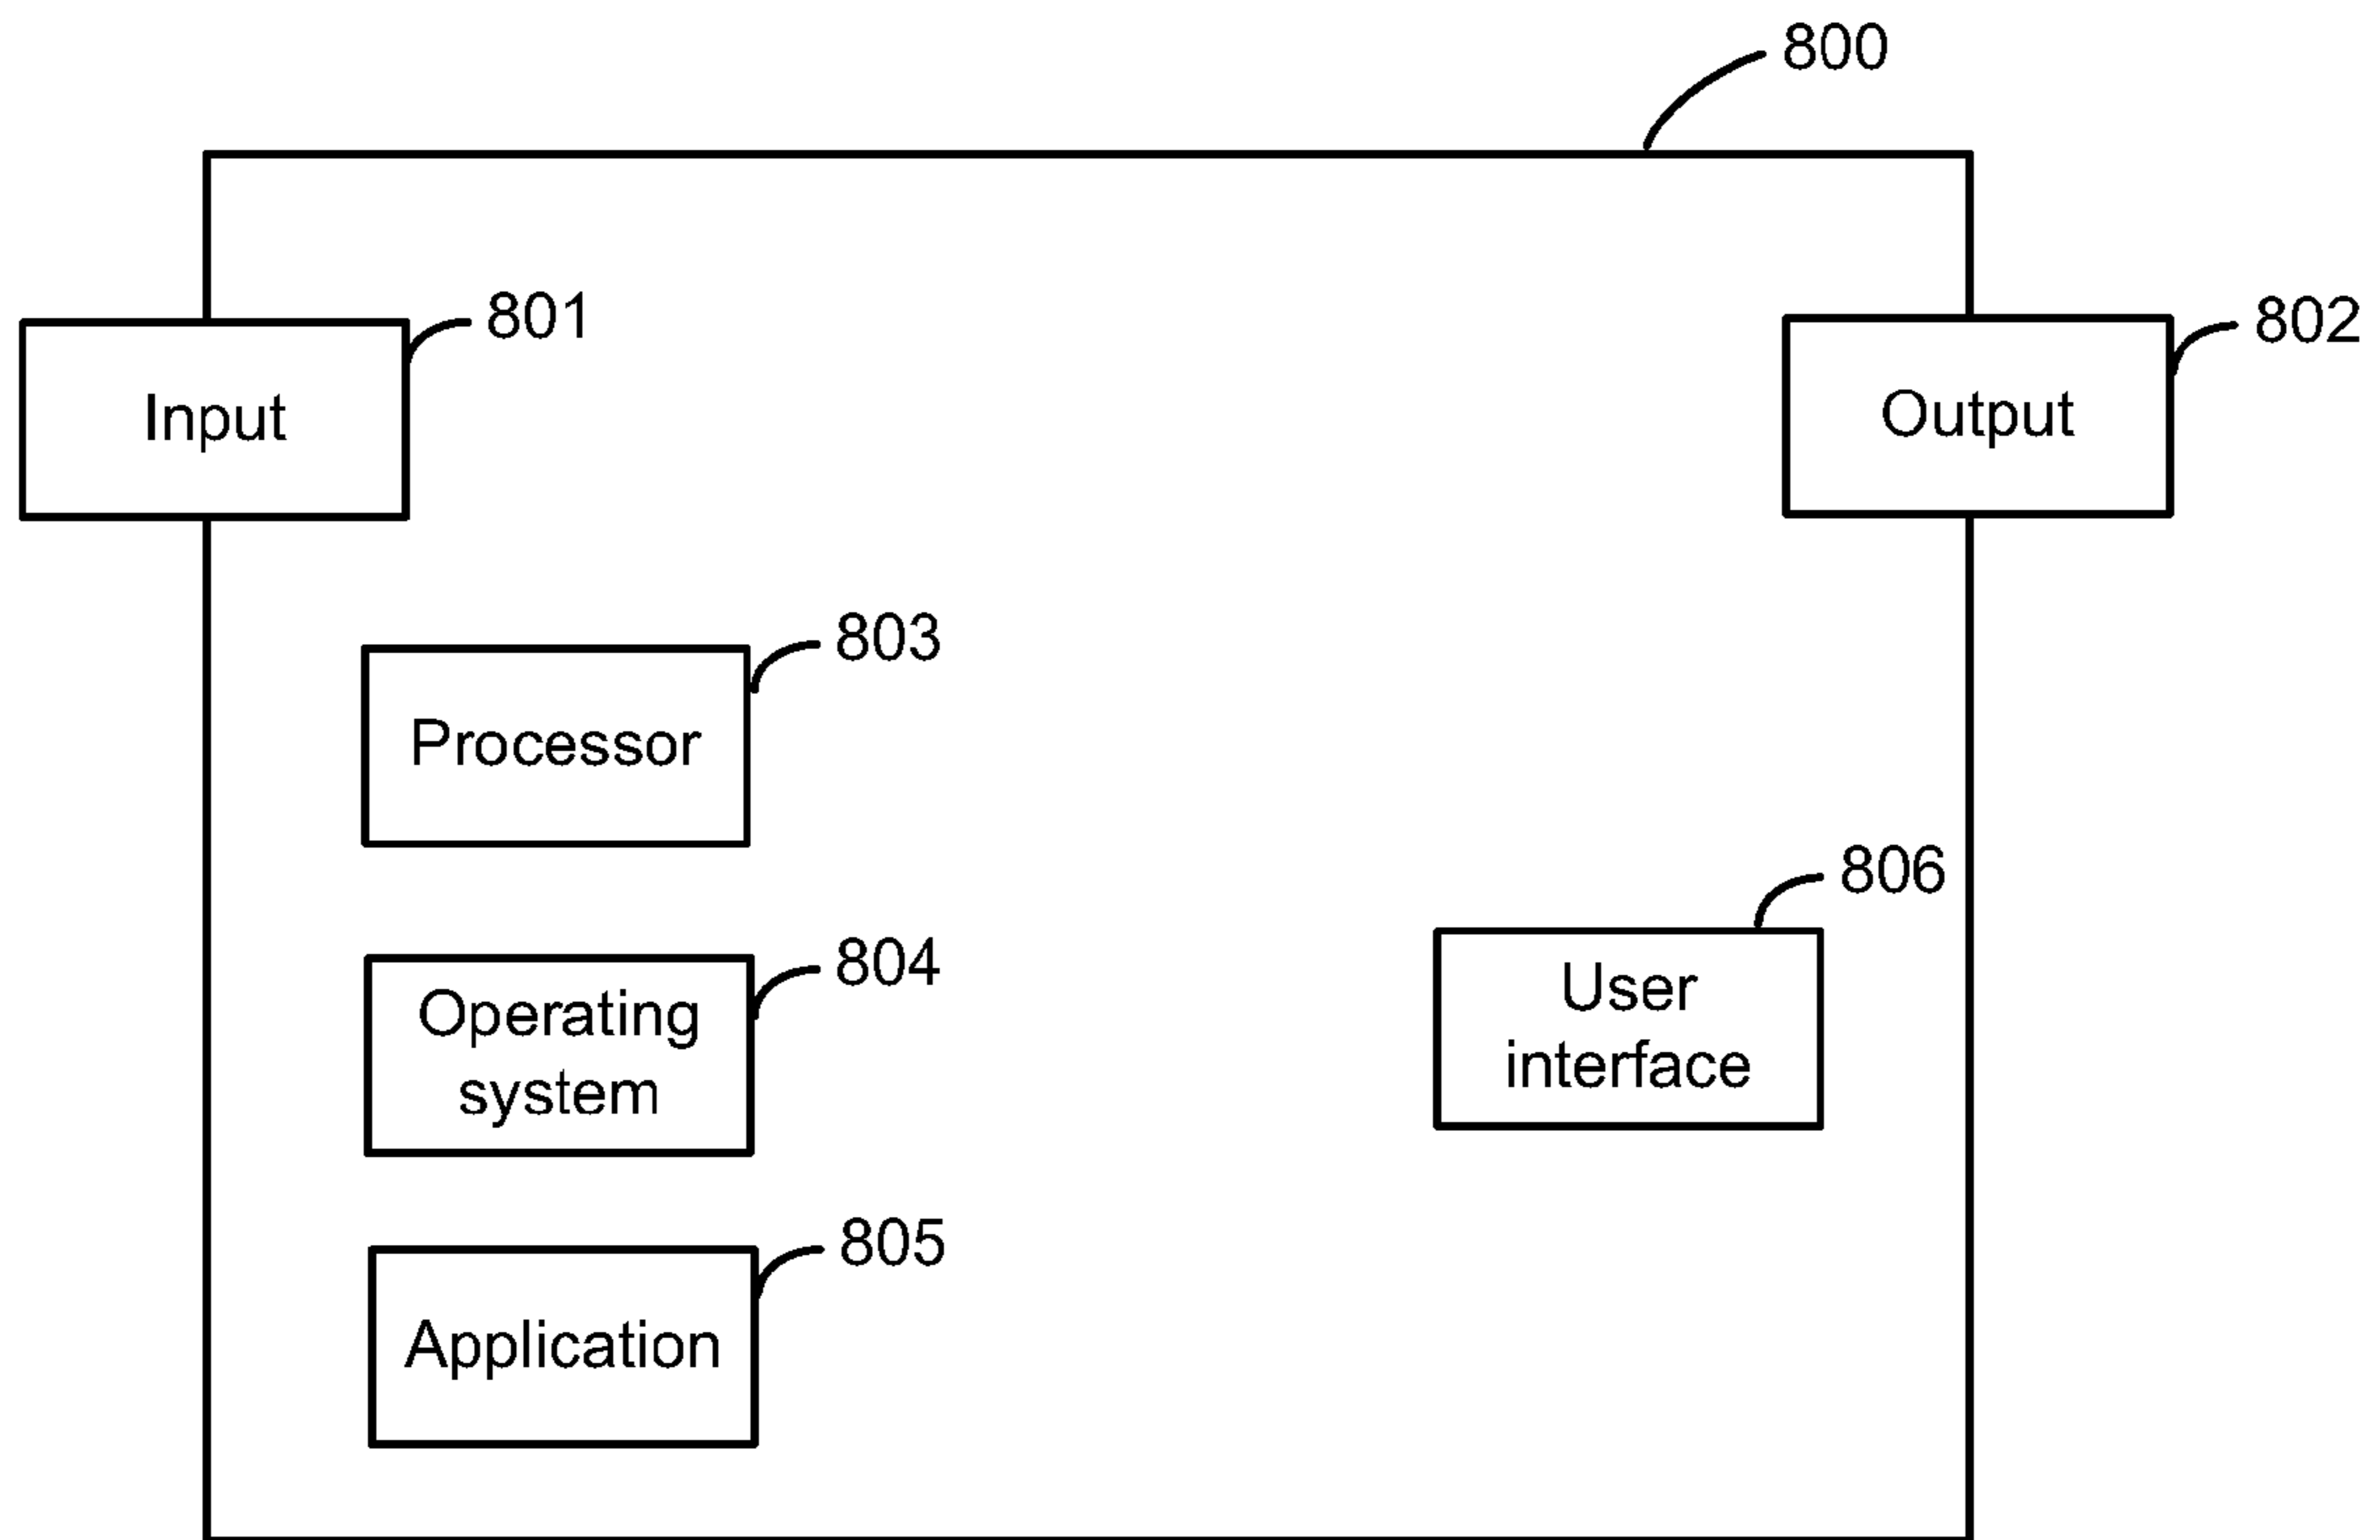 800
801
Input
802
Output
803
Processor
804
Operating
system
805
Application
806
User
interface